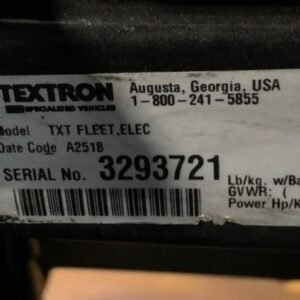 TEXTRON
SPECIALIZED VEHICLES
Augusta, Georgia, USA
1-800-241-5855
Model TXT FLEET,ELEC
Date Code A2518
SERIAL No. 3293721
Lb/kg. w/Ba
GVWR: (
Power Hp/K